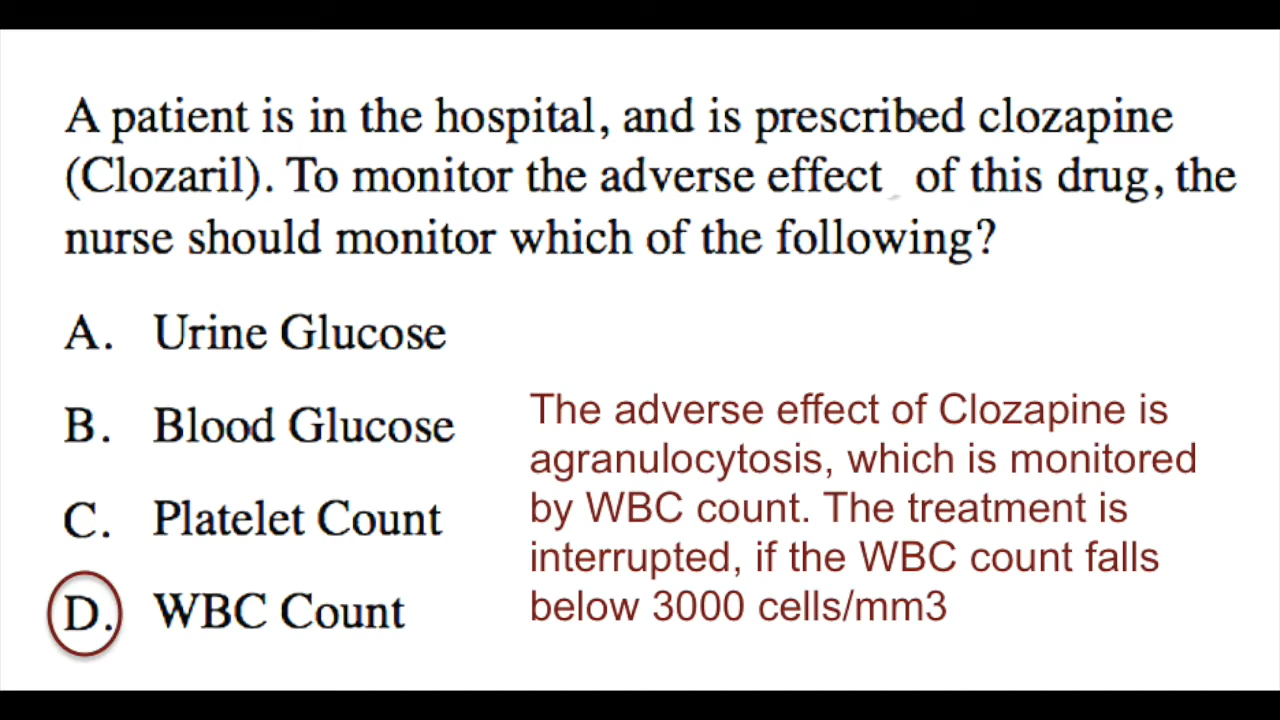 A patient is in the hospital, and is prescribed clozapine
(Clozaril). To monitor the adverse effect of this drug, the
nurse should monitor which of the following?
A. Urine Glucose
B. Blood Glucose
C. Platelet Count
D. WBC Count
The adverse effect of Clozapine is
agranulocytosis, which is monitored
by WBC count. The treatment is
interrupted, if the WBC count falls
below 3000 cells/mm3